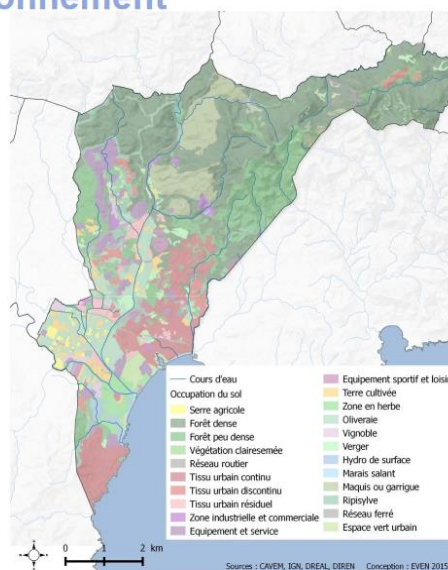 onnement
Cours d'eau
Occupation du sol
Serre agricole
Forêt dense
Forêt peu dense
Végétation clairesemée
Réseau routier
Tissu urbain continu
Tissu urbain discontinu
Tissu urbain résiduel
Zone industrielle et commerciale
Equipement et service
Equipement sportif et loisi
Terre cultivée
Zone en herbe
Oliveraie
Vignoble
Verger
Hydro de surface
Marais salant
Maquis ou garrigue
Ripisylve
Réseau ferré
Espace vert urbain
0 1 2 km
Sources : CAVEM, IGN, DREAL, DIREN Conception : EVEN 201